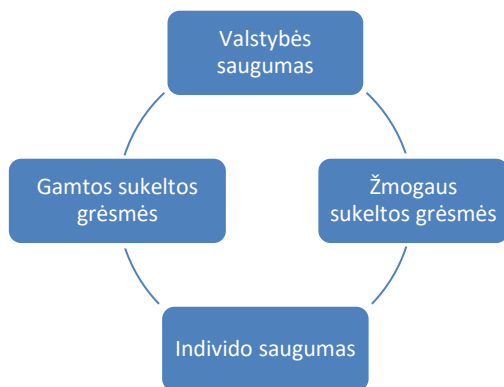 Valstybės
saugumas
Gamtos sukeltos
grėsmės
Žmogaus
sukeltos grėsmės
Individo saugumas